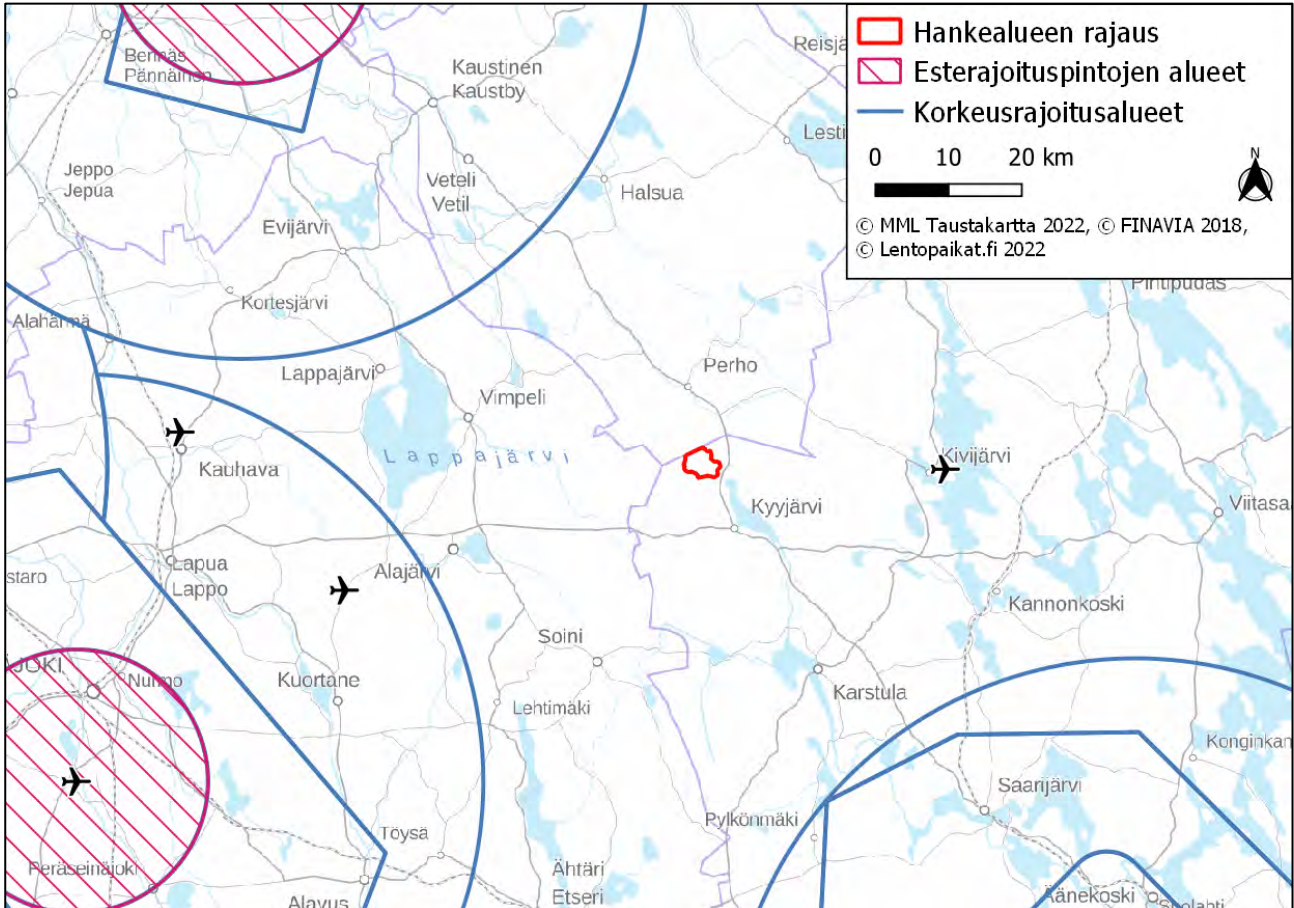 Hankealueen rajaus
Esterajoituspintojen alueet
Korkeusrajoitusalueet
0 10 20 km
N
© MML Taustakartta 2022, © FINAVIA 2018,
© Lentopaikat.fi 2022
Bennäs
Pännäinen
Kaustinen
Kaustby
Reisjä
Lesti
Jeppo
Jepua
Veteli
Vetil
Halsua
Evijärvi
Kortesjärvi
Alahärmä
Pihtipudas
Lappajärvi
Perho
Vimpeli
Kauhava
Lappajärvi
Kivijärvi
Kyyjärvi
Viitasa
Lapua
Lappo
Alajärvi
staro
Kannonkoski
Soini
JOKI
Nurmo
Kuortane
Lehtimäki
Karstula
Konginkan
Saarijärvi
Pylkönmäki
Töysä
Peräseinäjoki
Ähtäri
Etseri
Alavus
Äänekoski